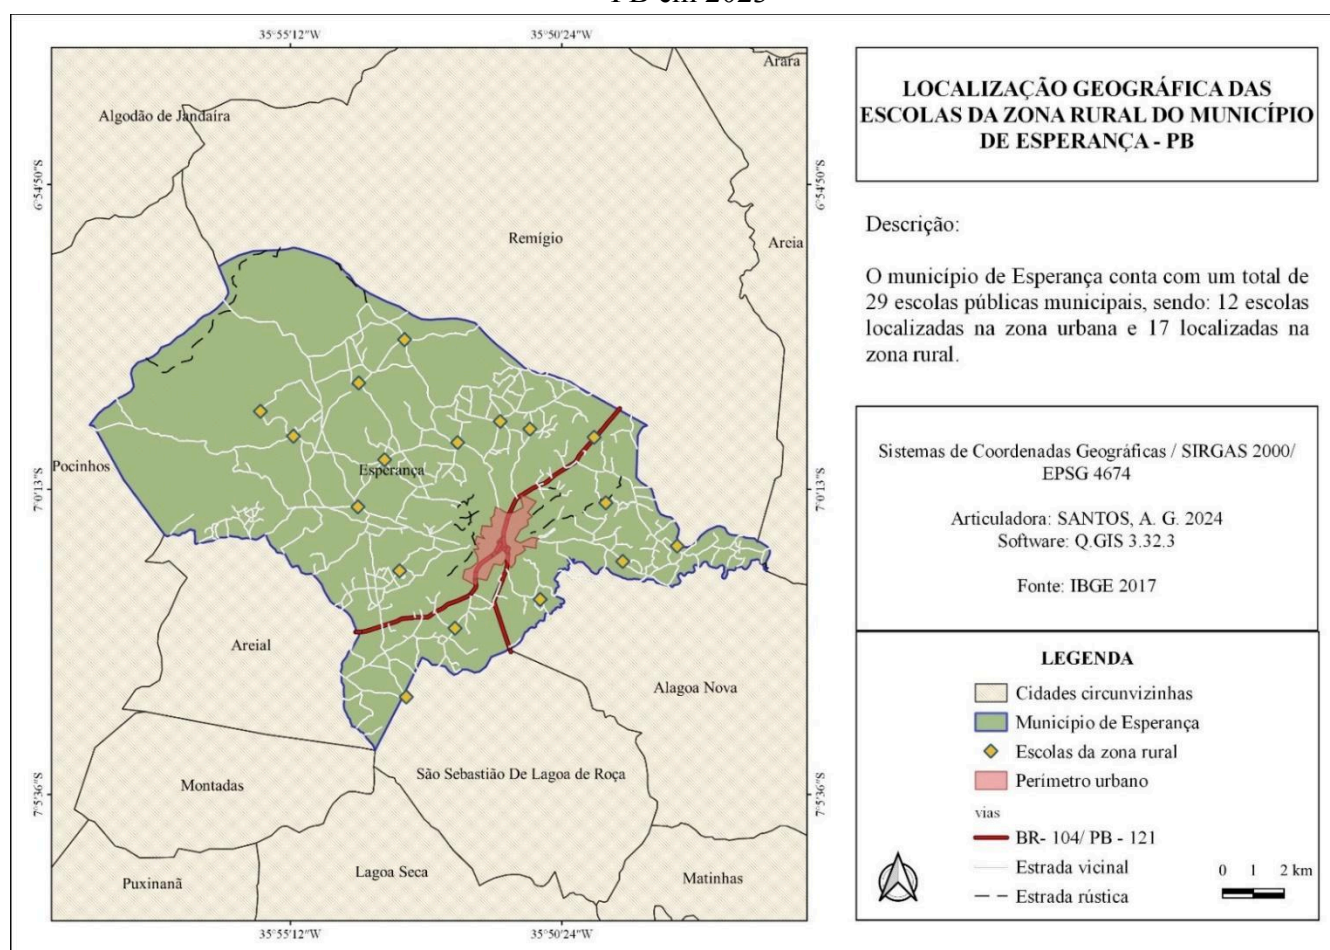 35°55'12"W
35°50'24"W
Arara
Algodão de Jandaíra
6°54'50"S
6°54'50"S
Remígio
Areia
Pocinhos
Esperança
7°0'13"S
7°0'13"S
Areial
Alagoa Nova
Montadas
São Sebastião De Lagoa de Roça
7°5'36"S
7°5'36"S
Puxinanã
Lagoa Seca
Matinhas
35°55'12"W
35°50'24"W
LOCALIZAÇÃO GEOGRÁFICA DAS
ESCOLAS DA ZONA RURAL DO MUNICÍPIO
DE ESPERANÇA - PB
Descrição:
O município de Esperança conta com um total de
29 escolas públicas municipais, sendo: 12 escolas
localizadas na zona urbana e 17 localizadas na
zona rural.
Sistemas de Coordenadas Geográficas / SIRGAS 2000/
EPSG 4674
Articuladora: SANTOS, A. G. 2024
Software: Q.GIS 3.32.3
Fonte: IBGE 2017
LEGENDA
Cidades circunvizinhas
Municipio de Esperança
Escolas da zona rural
Perímetro urbano
vias
BR- 104/ PB - 121
Estrada vicinal
Estrada rústica
0 1 2 km